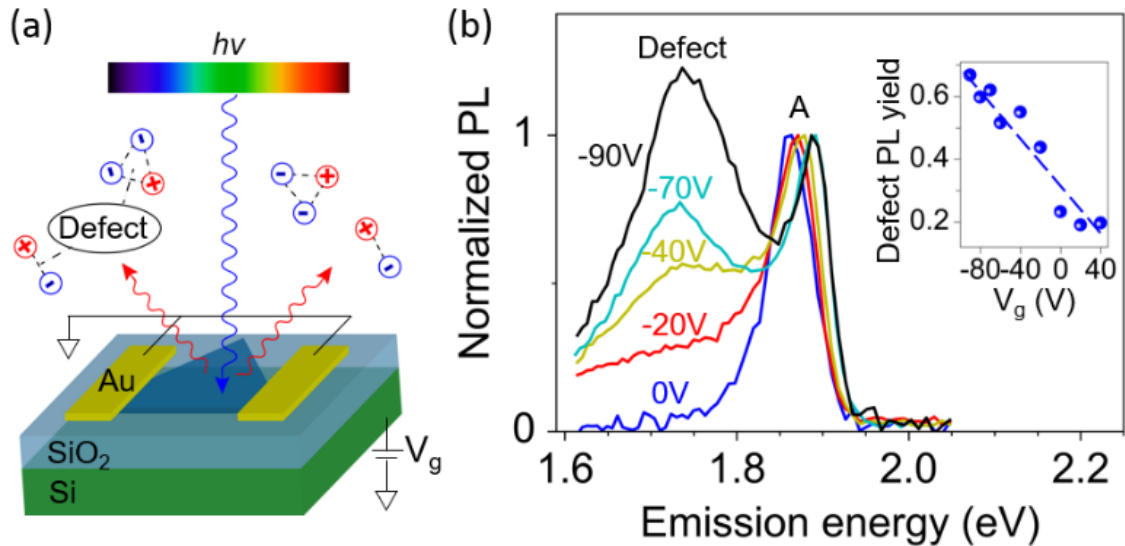 (a)
hν
Defect
Au
SiO2
Si
Vg
(b)
Normalized PL
1
0
Defect
A
-90V
-70V
-40V
-20V
0V
1.6 1.8 2.0 2.2
Emission energy (eV)
Defect PL yield
0.6
0.4
0.2
-80 -40 0 40
Vg (V)